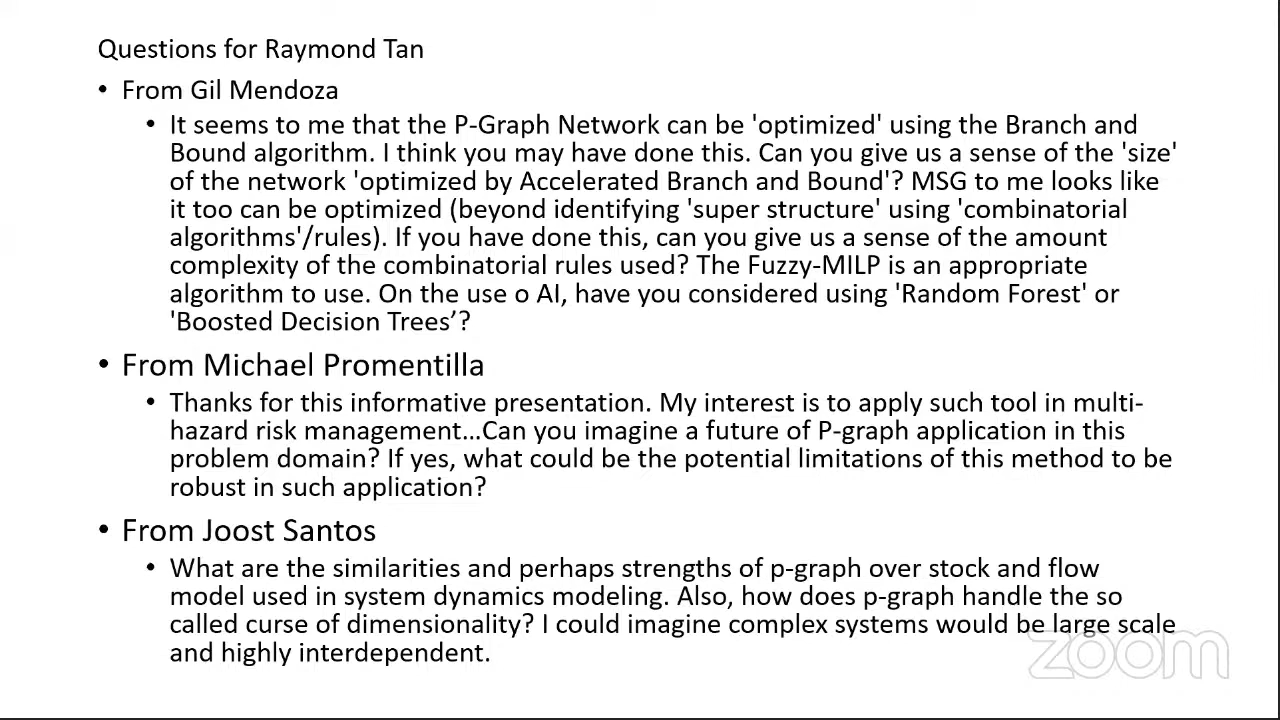 Questions for Raymond Tan
• From Gil Mendoza
• It seems to me that the P-Graph Network can be 'optimized' using the Branch and
Bound algorithm. I think you may have done this. Can you give us a sense of the 'size'
of the network 'optimized by Accelerated Branch and Bound'? MSG to me looks like
it too can be optimized (beyond identifying 'super structure' using 'combinatorial
algorithms'/rules). If you have done this, can you give us a sense of the amount
complexity of the combinatorial rules used? The Fuzzy-MILP is an appropriate
algorithm to use. On the use o AI, have you considered using 'Random Forest' or
'Boosted Decision Trees’?
• From Michael Promentilla
• Thanks for this informative presentation. My interest is to apply such tool in multi-
hazard risk management...Can you imagine a future of P-graph application in this
problem domain? If yes, what could be the potential limitations of this method to be
robust in such application?
• From Joost Santos
• What are the similarities and perhaps strengths of p-graph over stock and flow
model used in system dynamics modeling. Also, how does p-graph handle the so
called curse of dimensionality? I could imagine complex systems would be large scale
and highly interdependent.
zoom